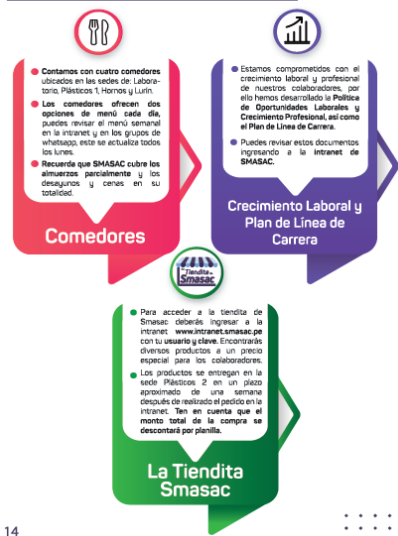 Contamos con cuatro comedores
ubicados en las sedes de: Labora-
torio, Plásticos 1, Hornos y Lurín.
Los comedores ofrecen dos
opciones de menú cada día,
puedes revisar el menú semanal
en la intranet y en los grupos de
whatsapp, este se actualiza todos
los lunes.
Recuerda que SMASAC cubre los
almuerzos parcialmente y los
desayunos y cenas en su
totalidad.
Comedores
Estamos comprometidos con el
crecimiento laboral y profesional
de nuestros colaboradores, por
ello hemos desarrollado la Política
de Oportunidades Laborales y
Crecimiento Profesional, así como
el Plan de Línea de Carrera.
Puedes revisar estos documentos
ingresando a la intranet de
SMASAC.
Crecimiento Laboral y
Plan de Línea de
Carrera
Tiendita
Smasac
Para acceder a la tiendita de
Smasac deberás ingresar a la
intranet www.intranet.smasac.pe
con tu usuario y clave. Encontrarás
diversos productos a un precio
especial para los colaboradores.
Los productos se entregan en la
sede Plásticos 2 en un plazo
aproximado de una semana
después de realizado el pedido en la
intranet. Ten en cuenta que el
monto total de la compra se
descontará por planilla.
La Tiendita
Smasac
14